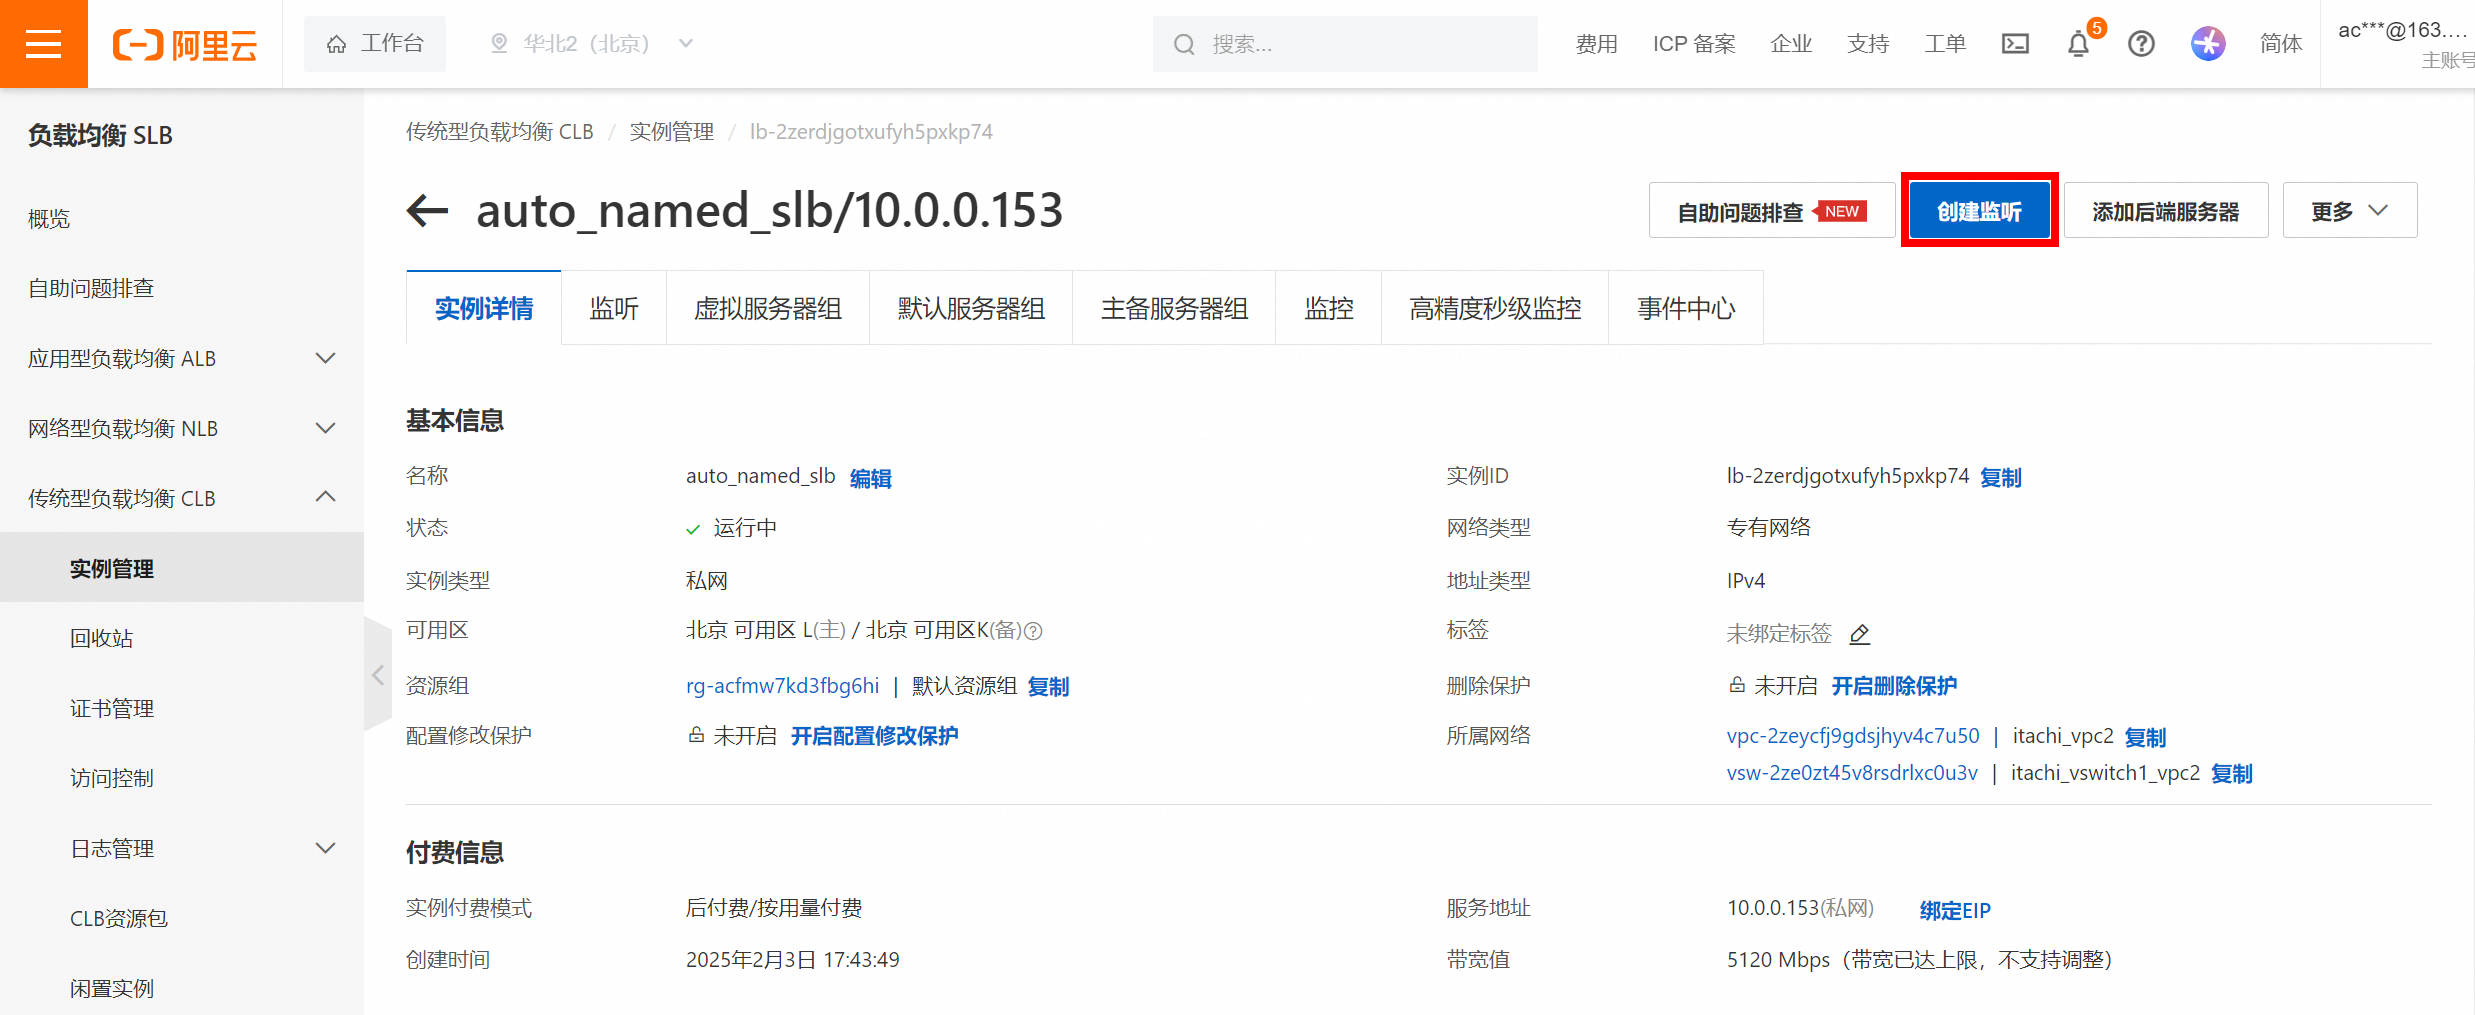 阿里云
工作台
华北2（北京）
搜索...
费用
ICP 备案
企业
支持
工单
5
简体
ac***@163....
主账号
负载均衡 SLB
概览
自助问题排查
应用型负载均衡 ALB
网络型负载均衡 NLB
传统型负载均衡 CLB
实例管理
回收站
证书管理
访问控制
日志管理
CLB资源包
闲置实例
传统型负载均衡 CLB / 实例管理 / lb-2zerdjgotxufyh5pxkp74
auto_named_slb/10.0.0.153
自助问题排查 NEW
创建监听
添加后端服务器
更多
实例详情
监听
虚拟服务器组
默认服务器组
主备服务器组
监控
高精度秒级监控
事件中心
基本信息
名称
auto_named_slb 编辑
实例ID
lb-2zerdjgotxufyh5pxkp74 复制
状态
运行中
网络类型
专有网络
实例类型
私网
地址类型
IPv4
可用区
北京 可用区 L(主) / 北京 可用区K(备)
标签
未绑定标签
资源组
rg-acfmw7kd3fbg6hi | 默认资源组 复制
删除保护
未开启 开启删除保护
配置修改保护
未开启 开启配置修改保护
所属网络
vpc-2zeycfj9gdsjhyv4c7u50 | itachi_vpc2 复制
vsw-2ze0zt45v8rsdrlxc0u3v | itachi_vswitch1_vpc2 复制
付费信息
实例付费模式
后付费/按用量付费
服务地址
10.0.0.153(私网) 绑定EIP
创建时间
2025年2月3日 17:43:49
带宽值
5120 Mbps（带宽已达上限，不支持调整）